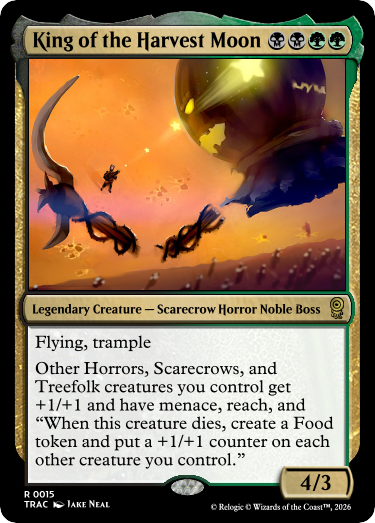 King of the Harvest Moon
Legendary Creature — Scarecrow Horror Noble Boss
Flying, trample
Other Horrors, Scarecrows, and
Treefolk creatures you control get
+1/+1 and have menace, reach, and
“When this creature dies, create a Food
token and put a +1/+1 counter on each
other creature you control.”
4/3
R 0015
TRAC Jake Neal
© Relogic © Wizards of the Coast™, 2026